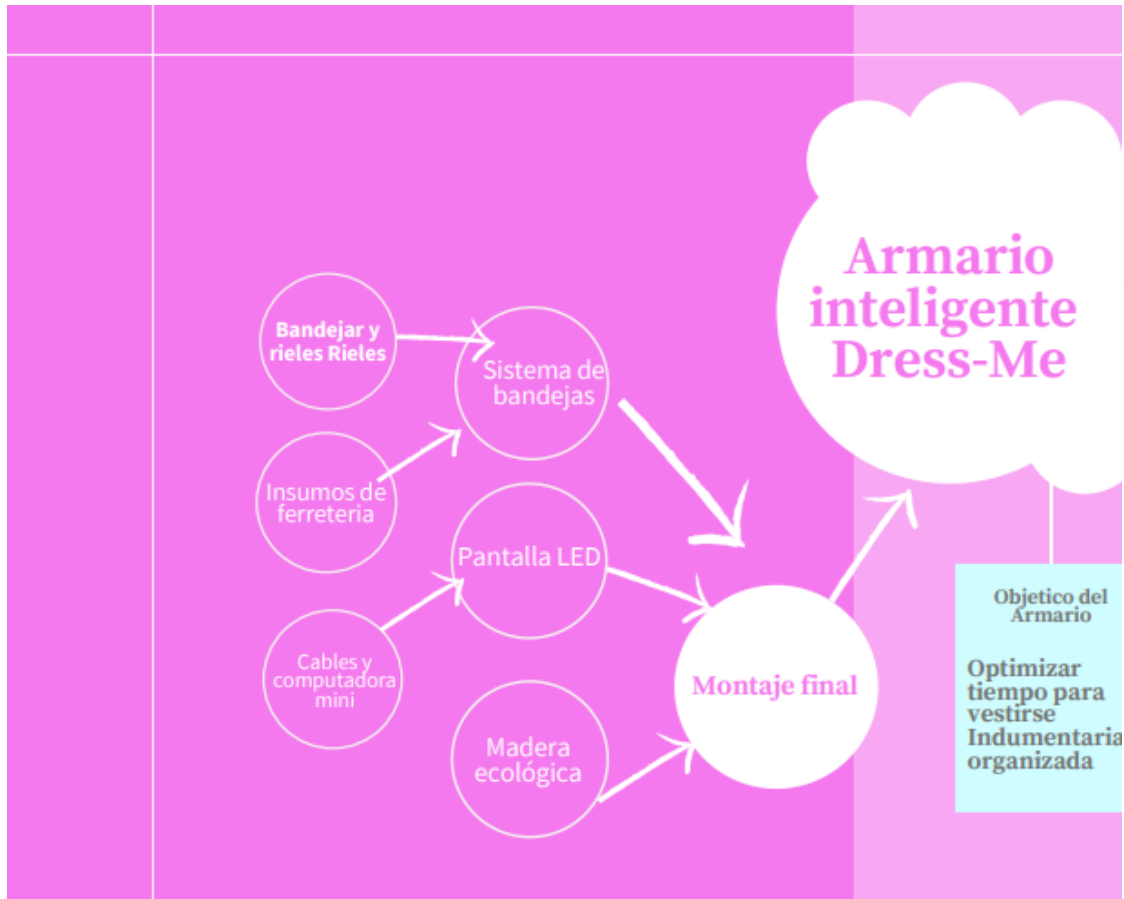 Armario
inteligente
Dress-Me
Bandejar y
rieles Rieles
Sistema de
bandejas
Insumos de
ferreteria
Pantalla LED
Cables y
computadora
mini
Madera
ecológica
Montaje final
Objetico del
Armario
Optimizar
tiempo para
vestirse
Indumentaria
organizada